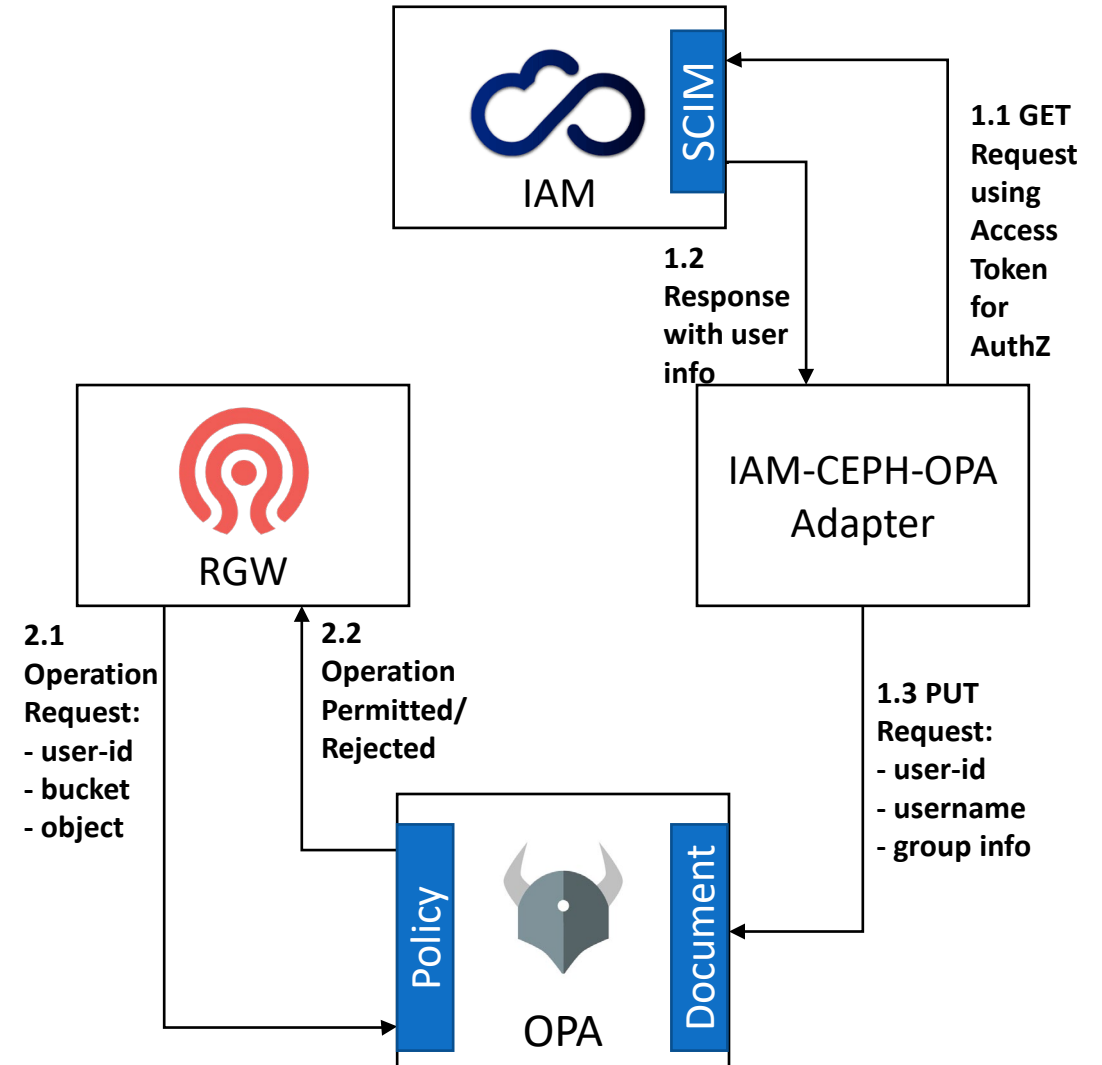 SCIM
IAM
1.1 GET
Request
using
Access
Token
for
AuthZ
1.2
Response
with user
info
RGW
IAM-CEPH-OPA
Adapter
2.1
Operation
Request:
- user-id
- bucket
- object
2.2
Operation
Permitted/
Rejected
1.3 PUT
Request:
- user-id
- username
- group info
Policy
OPA
Document